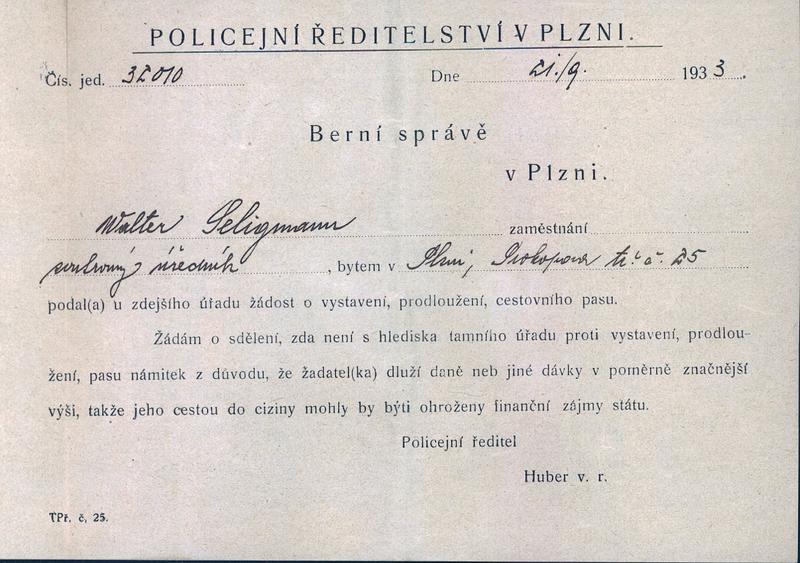 POLICEJNÍ ŘEDITELSTVÍ V PLZNI.
Čís. jed. 32010 Dne 21./9. 1933.
Berní správě
v Plzni.
Walter Seligmann zaměstnání
soukromý úředník, bytem v Plzni, Prokopova tř. č. 25
podal(a) u zdejšího úřadu žádost o vystavení, prodloužení, cestovního pasu.
Žádám o sdělení, zda není s hlediska tamního úřadu proti vystavení, prodlou-
žení, pasu námitek z důvodu, že žadatel(ka) dluží daně neb jiné dávky v poměrně značnější
výši, takže jeho cestou do ciziny mohly by býti ohroženy finanční zájmy státu.
Policejní ředitel
Huber v. r.
TPř. č, 25.